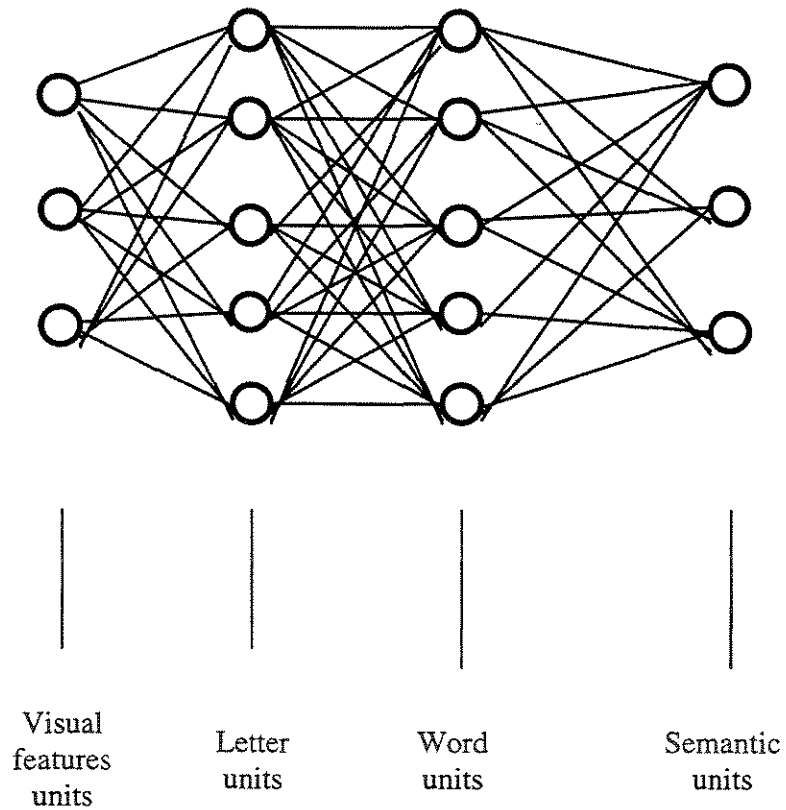 Visual
features
units
Letter
units
Word
units
Semantic
units